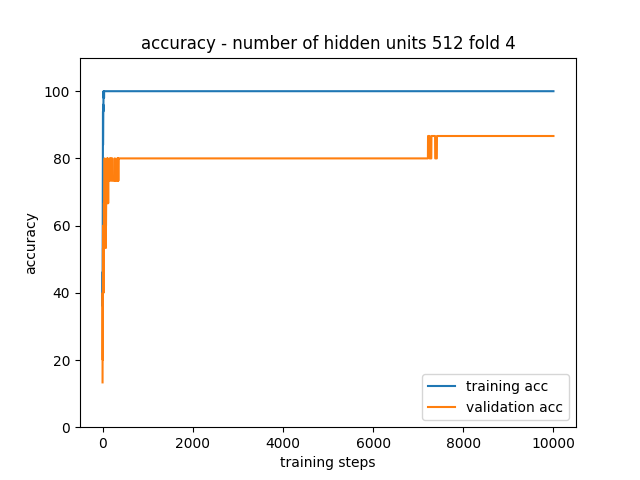 accuracy - number of hidden units 512 fold 4
100
80
60
40
20
0
accuracy
0 2000 4000 6000 8000 10000
training steps
training acc
validation acc